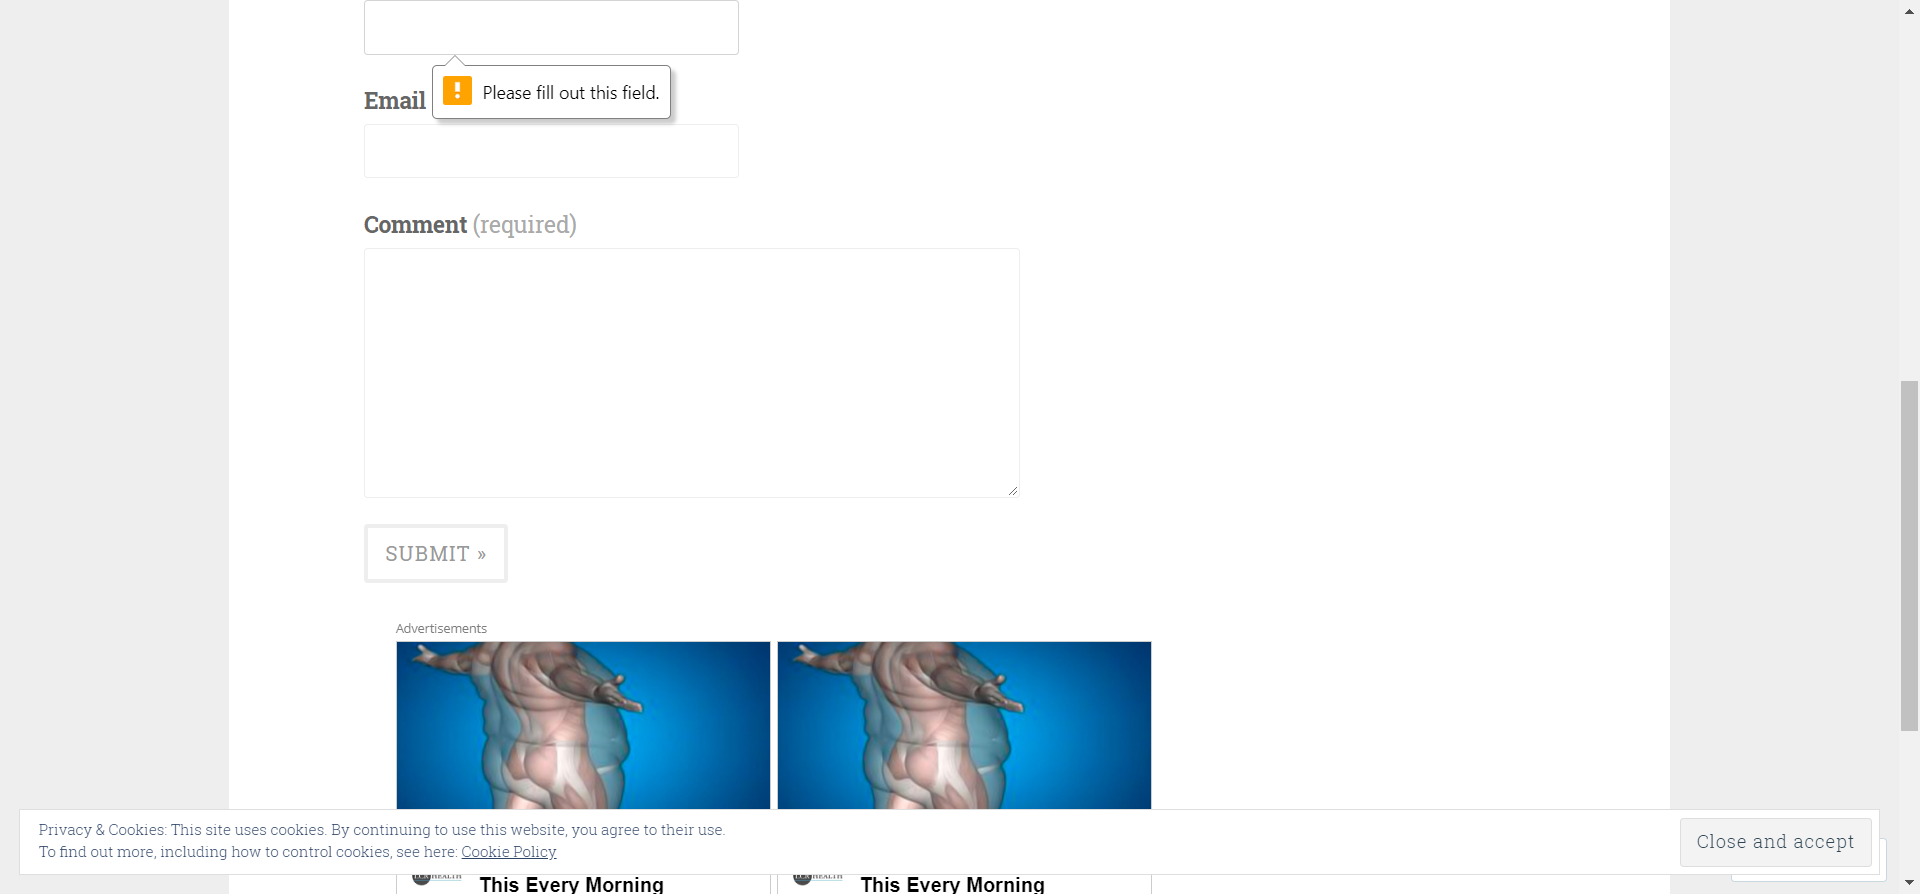 Please fill out this field.
Email
Comment (required)
SUBMIT »
Advertisements
Privacy & Cookies: This site uses cookies. By continuing to use this website, you agree to their use.
To find out more, including how to control cookies, see here: Cookie Policy
Close and accept
HEALTH
This Every Morning
HEALTH
This Every Morning